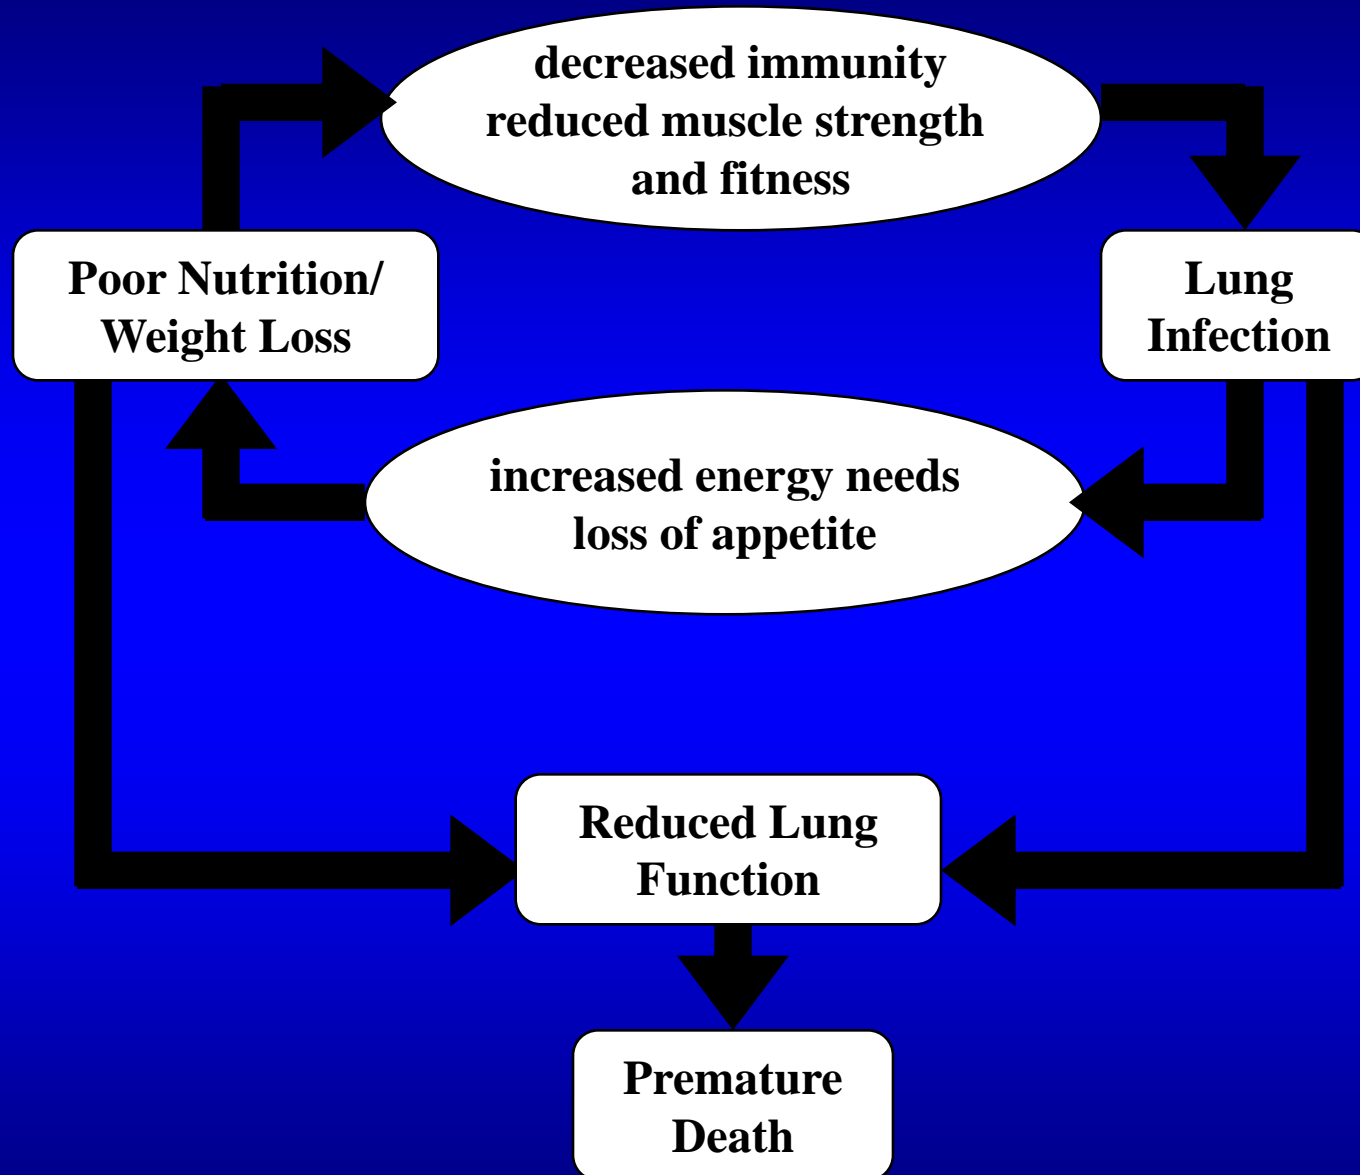 decreased immunity
reduced muscle strength
and fitness
Poor Nutrition/
Weight Loss
Lung
Infection
increased energy needs
loss of appetite
Reduced Lung
Function
Premature
Death